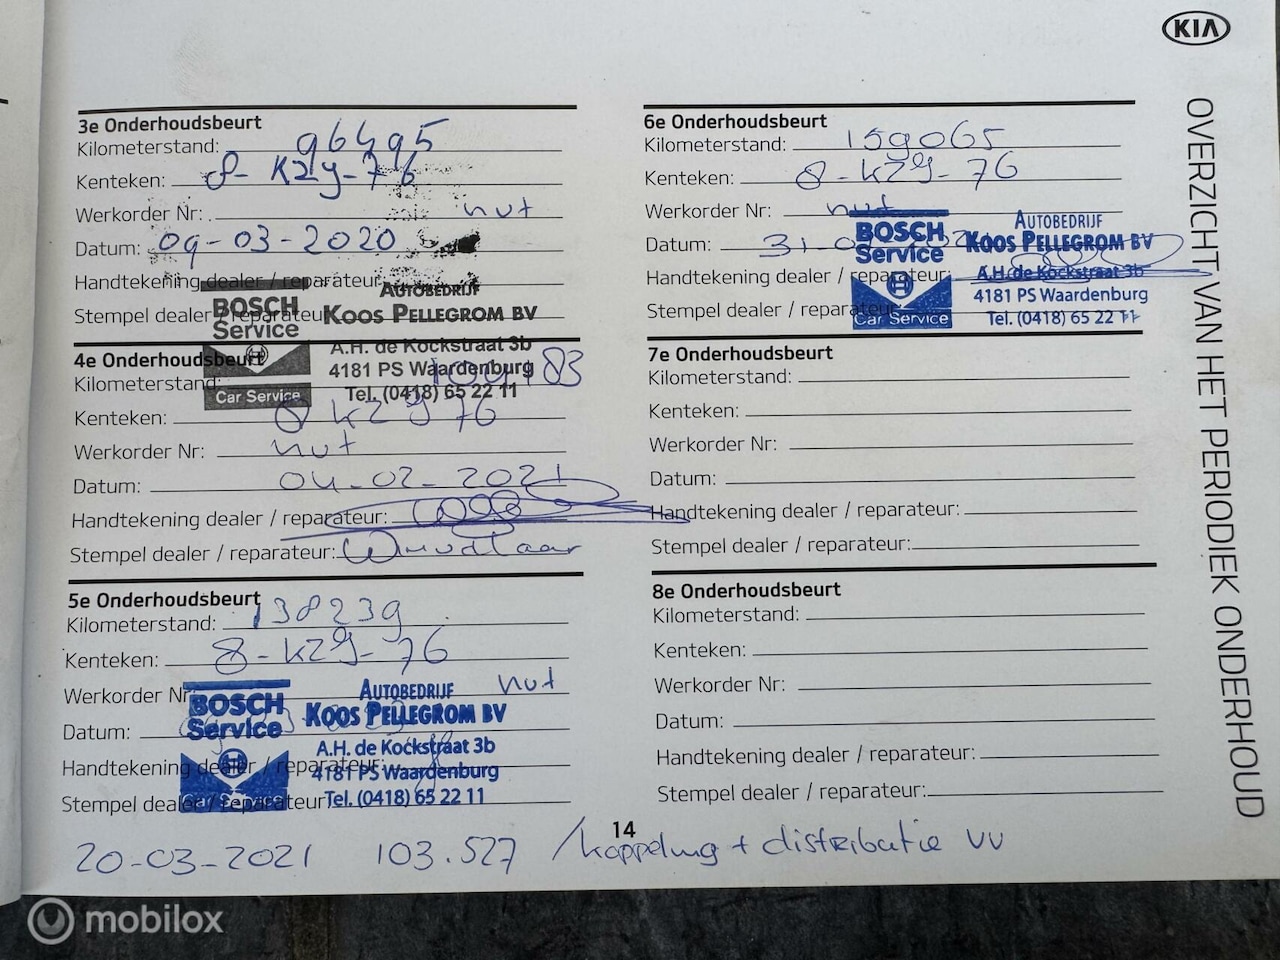 KIA
OVERZICHT VAN HET PERIODIEK ONDERHOUD
3e Onderhoudsbeurt
Kilometerstand: 96495
Kenteken: 8-KZG-76
Werkorder Nr: nvt
Datum: 09-03-2020
Handtekening dealer / reparateur:
Stempel dealer / reparateur:
BOSCH Service Car Service
AUTOBEDRIJF
KOOS PELLEGROM BV
A.H. de Kockstraat 3b
4181 PS Waardenburg
Tel. (0418) 65 22 11
4e Onderhoudsbeurt
Kilometerstand:
Kenteken: 8 KZG 76
Werkorder Nr: nvt
Datum: 04-02-2021
Handtekening dealer / reparateur:
Stempel dealer / reparateur:
5e Onderhoudsbeurt
Kilometerstand: 138239
Kenteken: 8-KZG-76
Werkorder Nr: nvt
Datum:
Handtekening dealer / reparateur:
Stempel dealer / reparateur:
BOSCH Service Car Service
AUTOBEDRIJF
KOOS PELLEGROM BV
A.H. de Kockstraat 3b
4181 PS Waardenburg
Tel. (0418) 65 22 11
6e Onderhoudsbeurt
Kilometerstand: 159065
Kenteken: 8-KZG-76
Werkorder Nr: nvt
Datum: 31-
Handtekening dealer / reparateur:
Stempel dealer / reparateur:
BOSCH Service Car Service
AUTOBEDRIJF
KOOS PELLEGROM BV
A.H. de Kockstraat 3b
4181 PS Waardenburg
Tel. (0418) 65 22 11
7e Onderhoudsbeurt
Kilometerstand:
Kenteken:
Werkorder Nr:
Datum:
Handtekening dealer / reparateur:
Stempel dealer / reparateur:
8e Onderhoudsbeurt
Kilometerstand:
Kenteken:
Werkorder Nr:
Datum:
Handtekening dealer / reparateur:
Stempel dealer / reparateur:
14
20-03-2021 103.527 / koppeling + distributie VV
mobilox